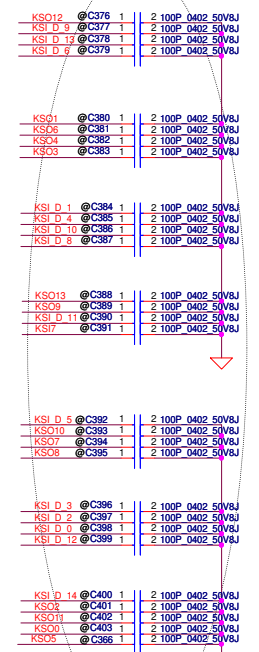 KSO12 @C376 1 2 100P_0402_50V8J
KSI_D_9 @C377 1 2 100P_0402_50V8J
KSI_D_13 @C378 1 2 100P_0402_50V8J
KSI_D_6 @C379 1 2 100P_0402_50V8J
KSO1 @C380 1 2 100P_0402_50V8J
KSO6 @C381 1 2 100P_0402_50V8J
KSO4 @C382 1 2 100P_0402_50V8J
KSO3 @C383 1 2 100P_0402_50V8J
KSI_D_1 @C384 1 2 100P_0402_50V8J
KSI_D_4 @C385 1 2 100P_0402_50V8J
KSI_D_10 @C386 1 2 100P_0402_50V8J
KSI_D_8 @C387 1 2 100P_0402_50V8J
KSO13 @C388 1 2 100P_0402_50V8J
KSO9 @C389 1 2 100P_0402_50V8J
KSI_D_11 @C390 1 2 100P_0402_50V8J
KSI7 @C391 1 2 100P_0402_50V8J
KSI_D_5 @C392 1 2 100P_0402_50V8J
KSO10 @C393 1 2 100P_0402_50V8J
KSO7 @C394 1 2 100P_0402_50V8J
KSO8 @C395 1 2 100P_0402_50V8J
KSI_D_3 @C396 1 2 100P_0402_50V8J
KSI_D_2 @C397 1 2 100P_0402_50V8J
KSI_D_0 @C398 1 2 100P_0402_50V8J
KSI_D_12 @C399 1 2 100P_0402_50V8J
KSI_D_14 @C400 1 2 100P_0402_50V8J
KSO2 @C401 1 2 100P_0402_50V8J
KSO11 @C402 1 2 100P_0402_50V8J
KSO0 @C403 1 2 100P_0402_50V8J
KSO5 @C366 1 2 100P_0402_50V8J